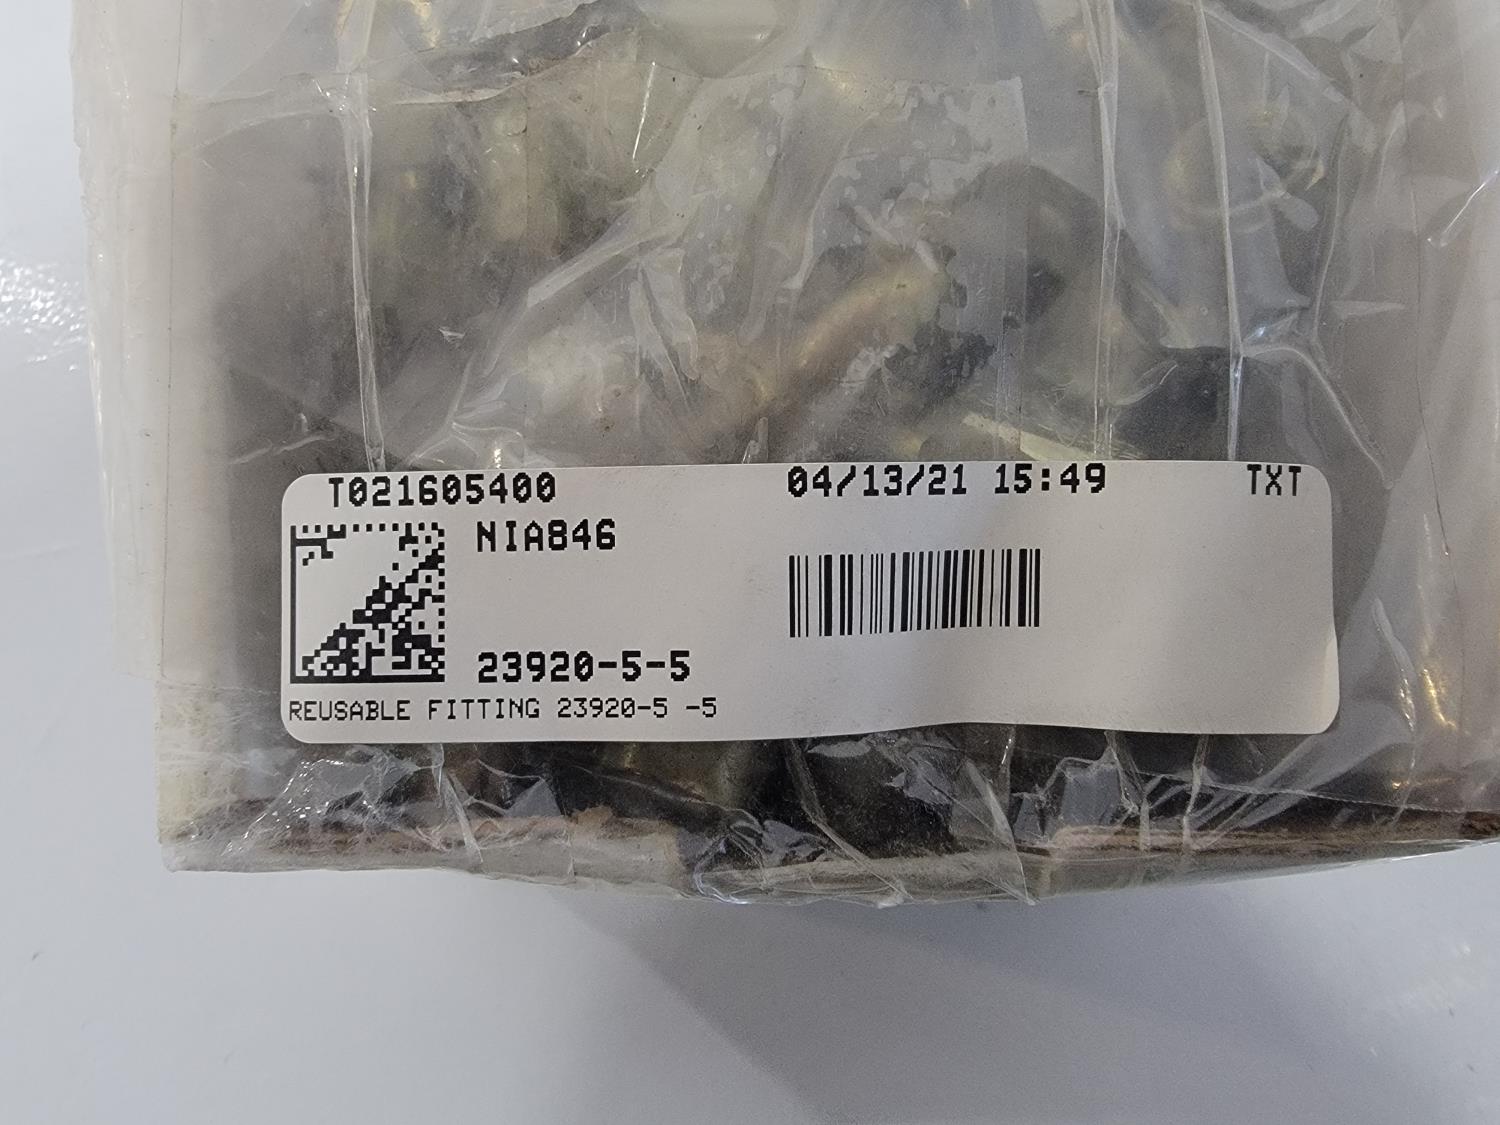 T021605400 04/13/21 15:49 TXT
NIA846
23920-5-5
REUSABLE FITTING 23920-5 -5